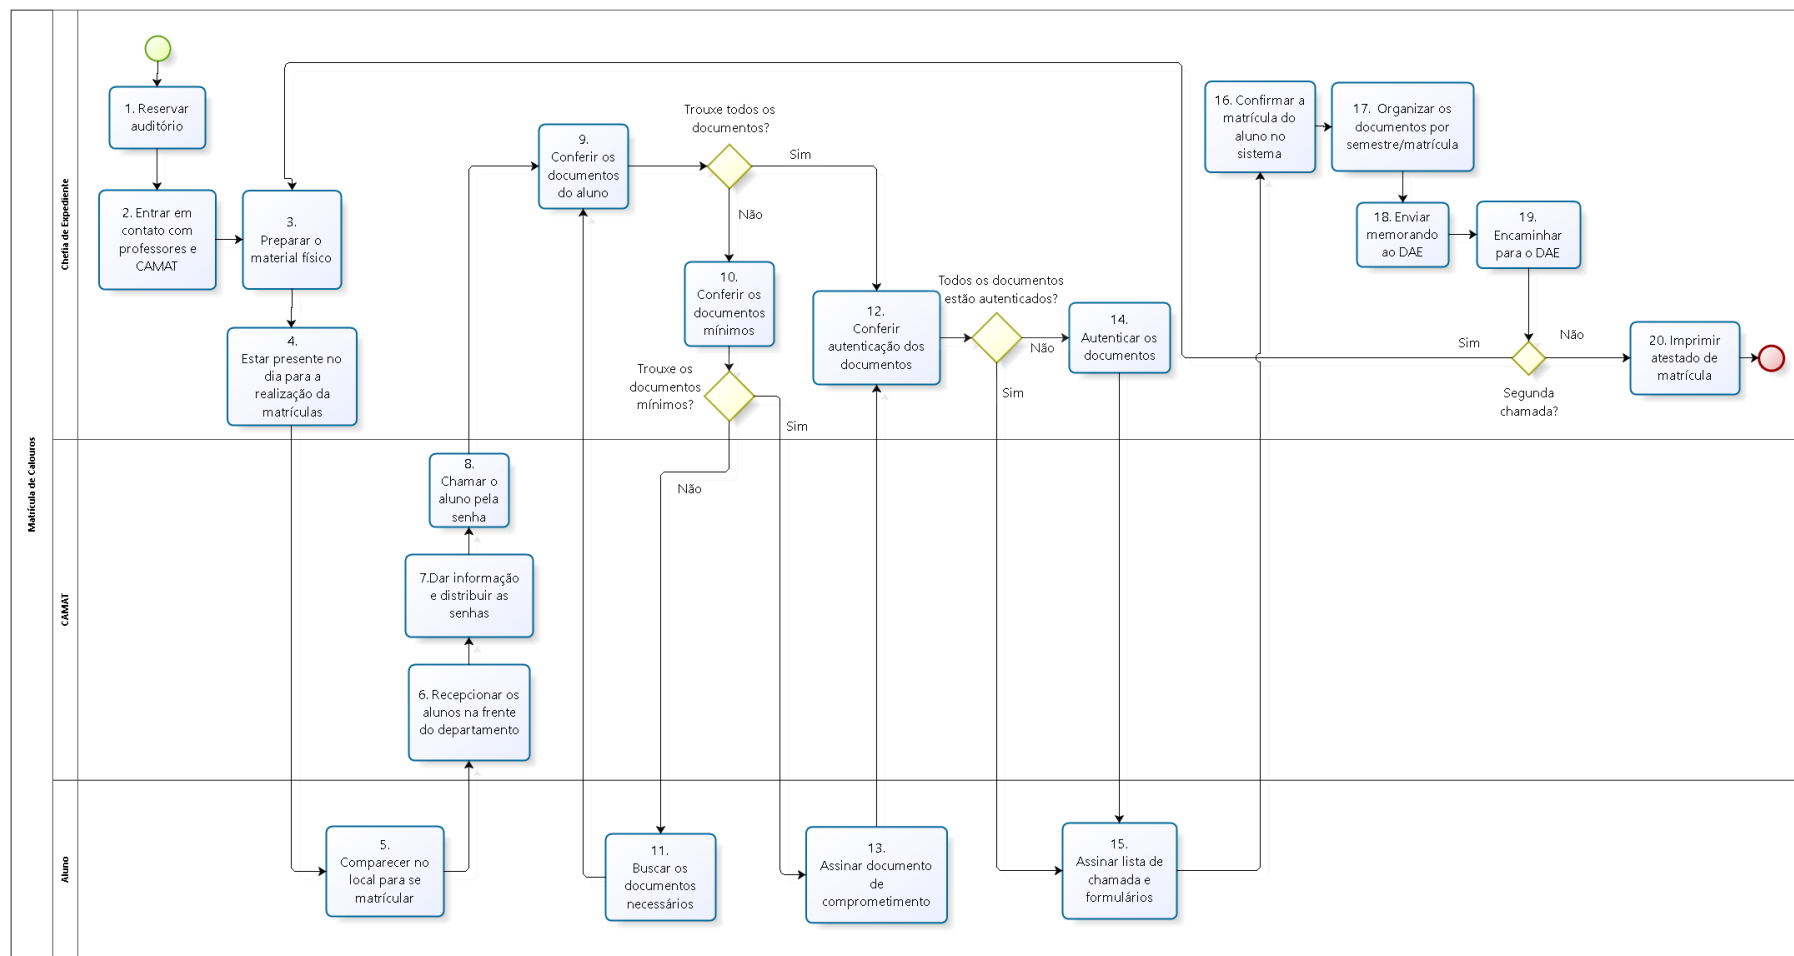 Matrícula de Calouros
Chefia de Expediente
1. Reservar
auditório
2. Entrar em
contato com
professores e
CAMAT
3.
Preparar o
material físico
4.
Estar presente no
dia para a
realização da
matrículas
9.
Conferir os
documentos
do aluno
Trouxe todos os
documentos?
Sim
Não
10.
Conferir os
documentos
mínimos
Trouxe os
documentos
mínimos?
Sim
Não
12.
Conferir
autenticação dos
documentos
Todos os documentos
estão autenticados?
Não
Sim
14.
Autenticar os
documentos
16. Confirmar a
matrícula do
aluno no
sistema
17. Organizar os
documentos por
semestre/matrícula
18. Enviar
memorando
ao DAE
19.
Encaminhar
para o DAE
Sim
Não
Segunda
chamada?
20. Imprimir
atestado de
matrícula
CAMAT
8.
Chamar o
aluno pela
senha
7.Dar informação
e distribuir as
senhas
6. Recepcionar os
alunos na frente
do departamento
Aluno
5.
Comparecer no
local para se
matrícular
11.
Buscar os
documentos
necessários
13.
Assinar documento
de
comprometimento
15.
Assinar lista de
chamada e
formulários